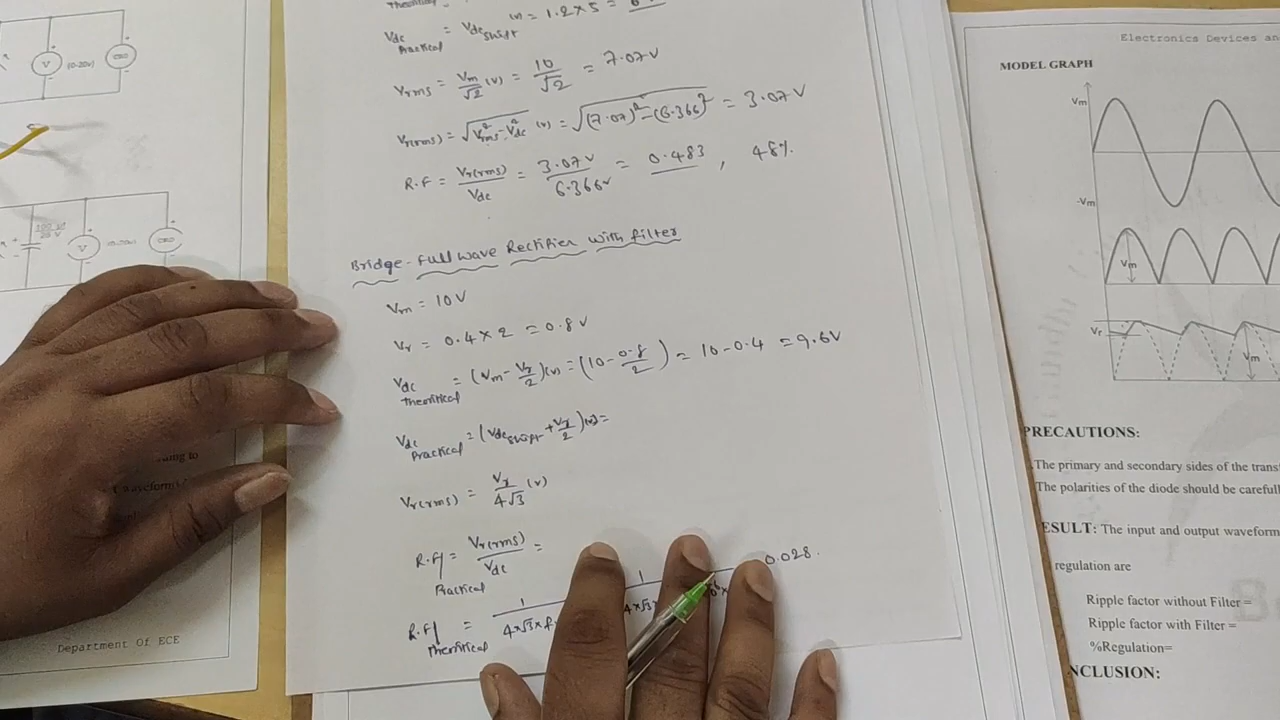 Vdc Practical = Vdc shift (v) = 1.2×5 =
Vrms = Vm/√2 (v) = 10/√2 = 7.07V
Vr(rms) = √(V²rms - V²dc) (v) = √((7.07)² - (6.366)²) = 3.07V
R.F = Vr(rms)/Vdc = 3.07V/6.366V = 0.483, 48%
Bridge-Full wave Rectifier with filter
Vm = 10V
Vr = 0.4 × 2 = 0.8V
Vdc Theoritical = (Vm - Vr/2)(v) = (10 - 0.8/2) = 10-0.4 = 9.6V
Vdc Practical = (Vdc shift + Vr/2)(v) =
Vr(rms) = Vr/4√3 (v)
R.F| Practical = Vr(rms)/Vdc =
R.F| Theoritical = 1/4×√3×f 0.028.
(0-20V)
V
V
Department Of ECE
Electronics Devices an
MODEL GRAPH
Vm
-Vm
Vm
Vr
Vm
PRECAUTIONS:
The primary and secondary sides of the trans
The polarities of the diode should be carefull
ESULT: The input and output waveform
regulation are
Ripple factor without Filter =
Ripple factor with Filter =
%Regulation=
NCLUSION: